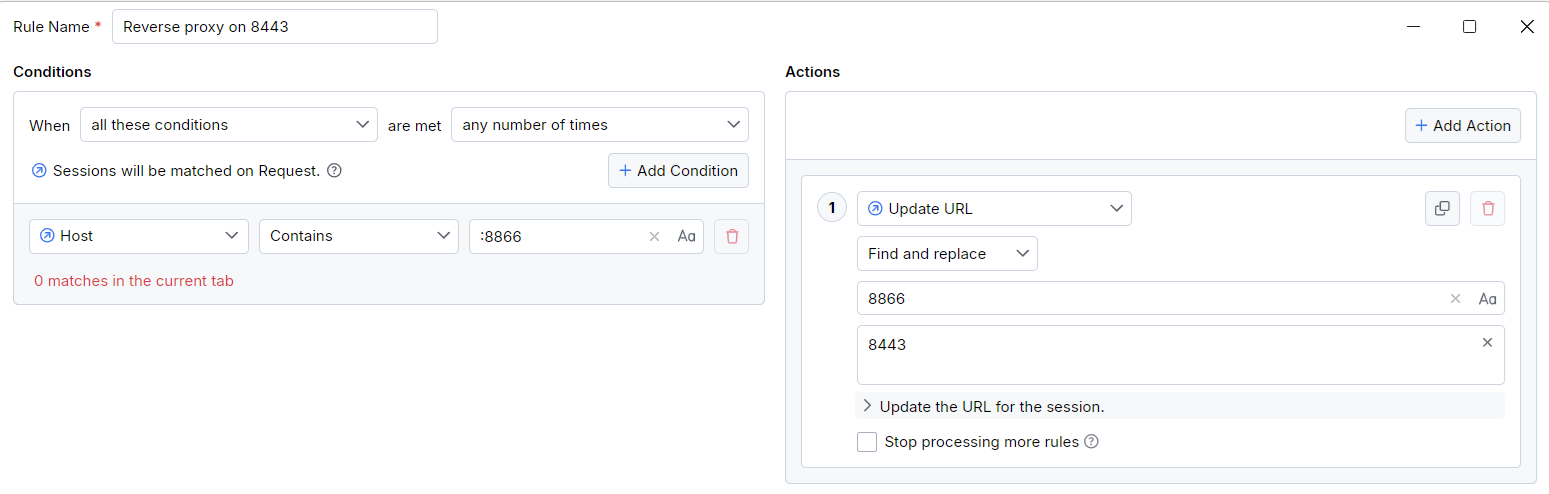 Rule Name * Reverse proxy on 8443
Conditions
When all these conditions are met any number of times
Sessions will be matched on Request.
+ Add Condition
Host Contains :8866 Aa
0 matches in the current tab
Actions
+ Add Action
1 Update URL
Find and replace
8866 Aa
8443
Update the URL for the session.
Stop processing more rules